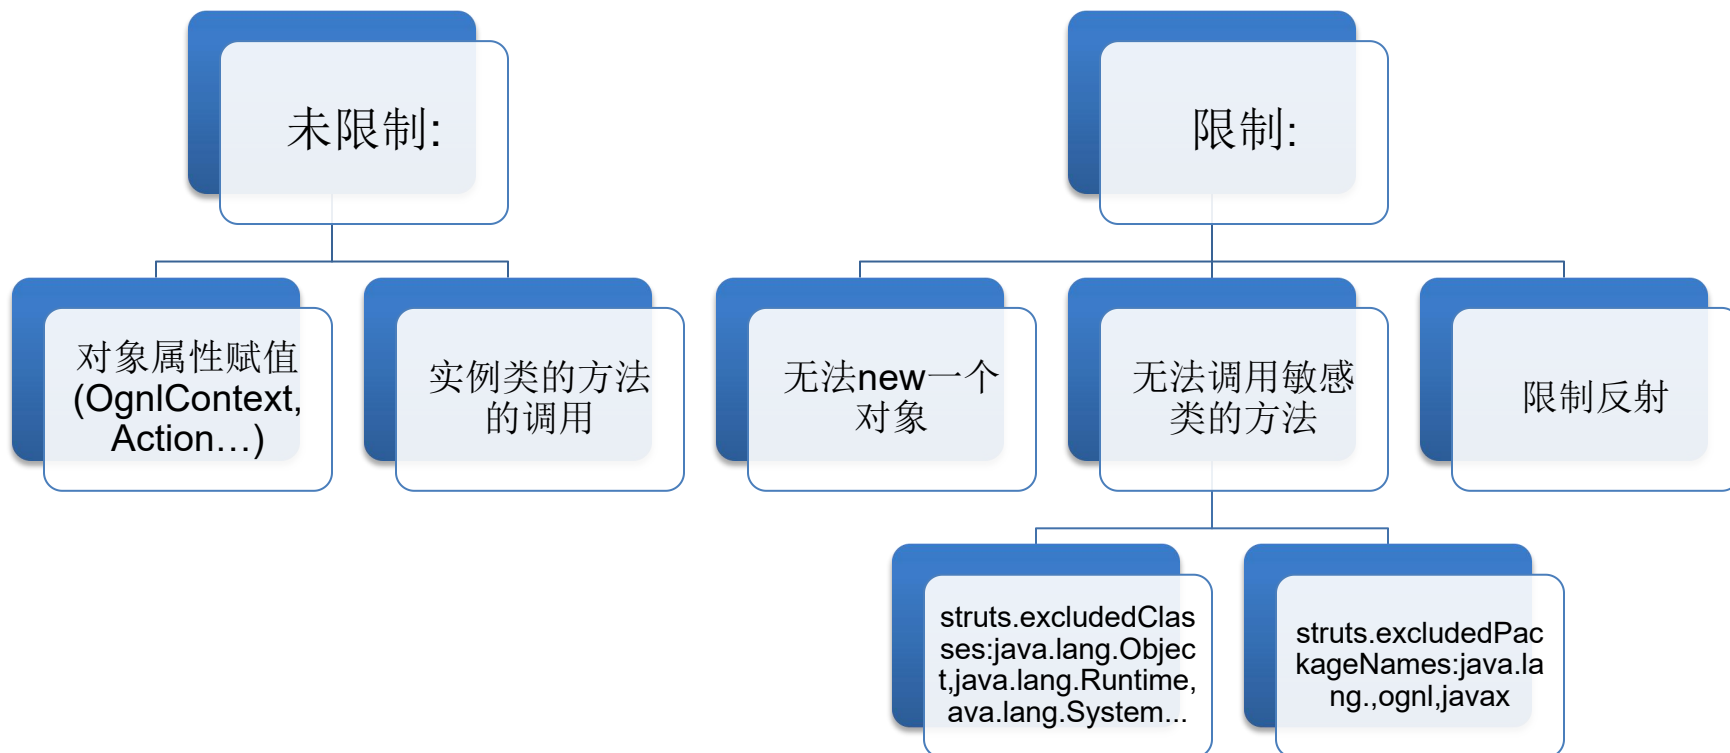 未限制:
限制:
对象属性赋值
(OgnlContext,
Action…)
实例类的方法
的调用
无法new一个
对象
无法调用敏感
类的方法
限制反射
struts.excludedClas
ses:java.lang.Objec
t,java.lang.Runtime,
ava.lang.System...
struts.excludedPac
kageNames:java.la
ng.,ognl,javax